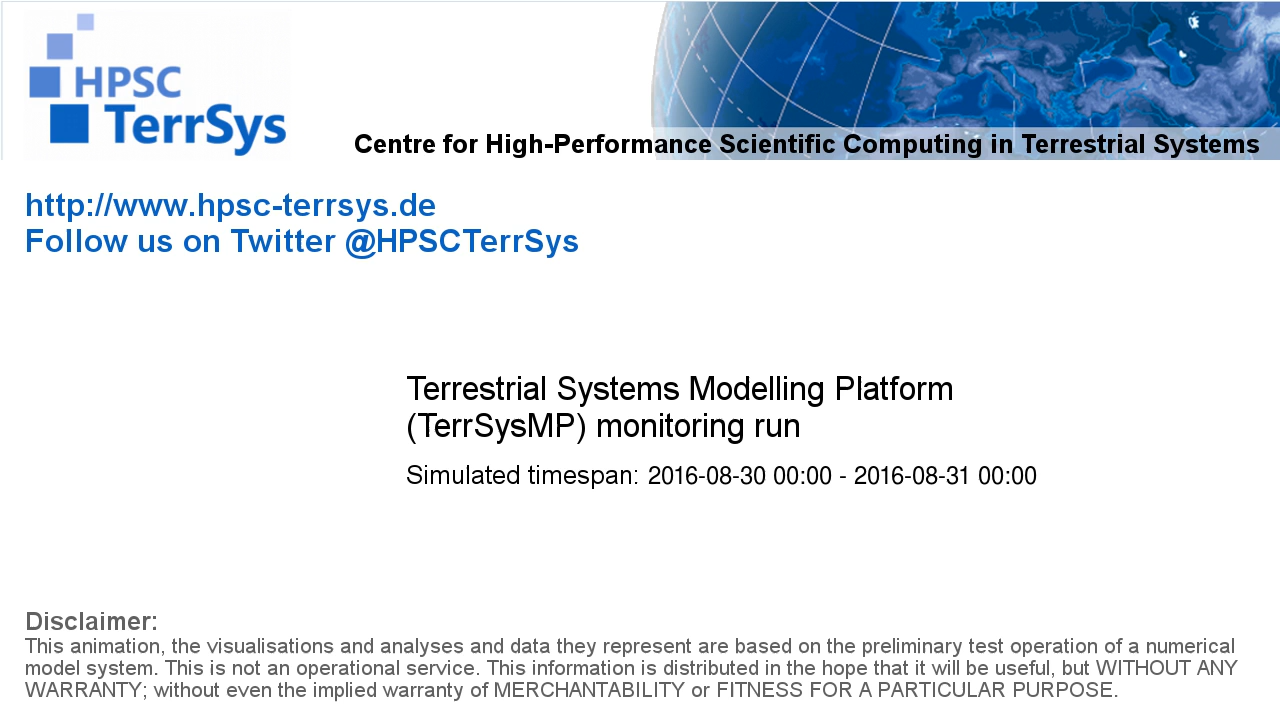 HPSC
TerrSys
Centre for High-Performance Scientific Computing in Terrestrial Systems
http://www.hpsc-terrsys.de
Follow us on Twitter @HPSCTerrSys
Terrestrial Systems Modelling Platform
(TerrSysMP) monitoring run
Simulated timespan: 2016-08-30 00:00 - 2016-08-31 00:00
Disclaimer:
This animation, the visualisations and analyses and data they represent are based on the preliminary test operation of a numerical
model system. This is not an operational service. This information is distributed in the hope that it will be useful, but WITHOUT ANY
WARRANTY; without even the implied warranty of MERCHANTABILITY or FITNESS FOR A PARTICULAR PURPOSE.